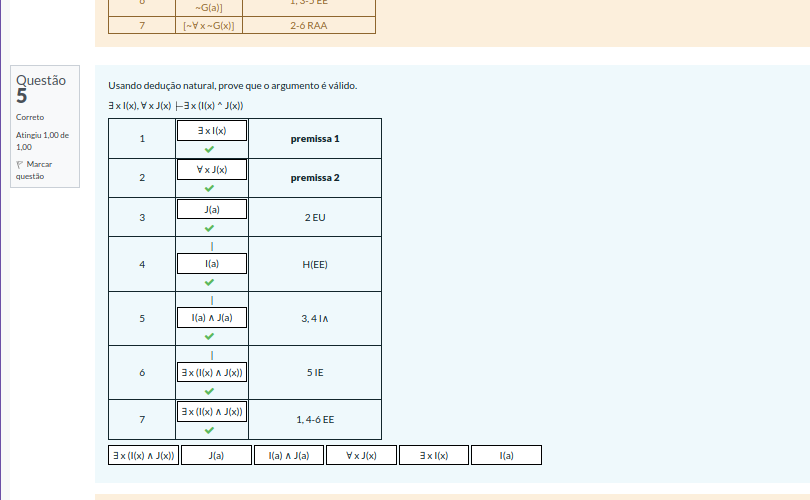 6 ~G(a)] 1, 3-5 EE
7 [~∀ x ~G(x)] 2-6 RAA
Questão
5
Correto
Atingiu 1,00 de
1,00
Marcar
questão
Usando dedução natural, prove que o argumento é válido.
∃ x I(x), ∀ x J(x) |–∃ x (I(x) ^ J(x))
1 ∃ x I(x) premissa 1
2 ∀ x J(x) premissa 2
3 J(a) 2 EU
|
4 I(a) H(EE)
|
5 I(a) ∧ J(a) 3, 4 I∧
|
6 ∃ x (I(x) ∧ J(x)) 5 IE
7 ∃ x (I(x) ∧ J(x)) 1, 4-6 EE
∃ x (I(x) ∧ J(x)) J(a) I(a) ∧ J(a) ∀ x J(x) ∃ x I(x) I(a)